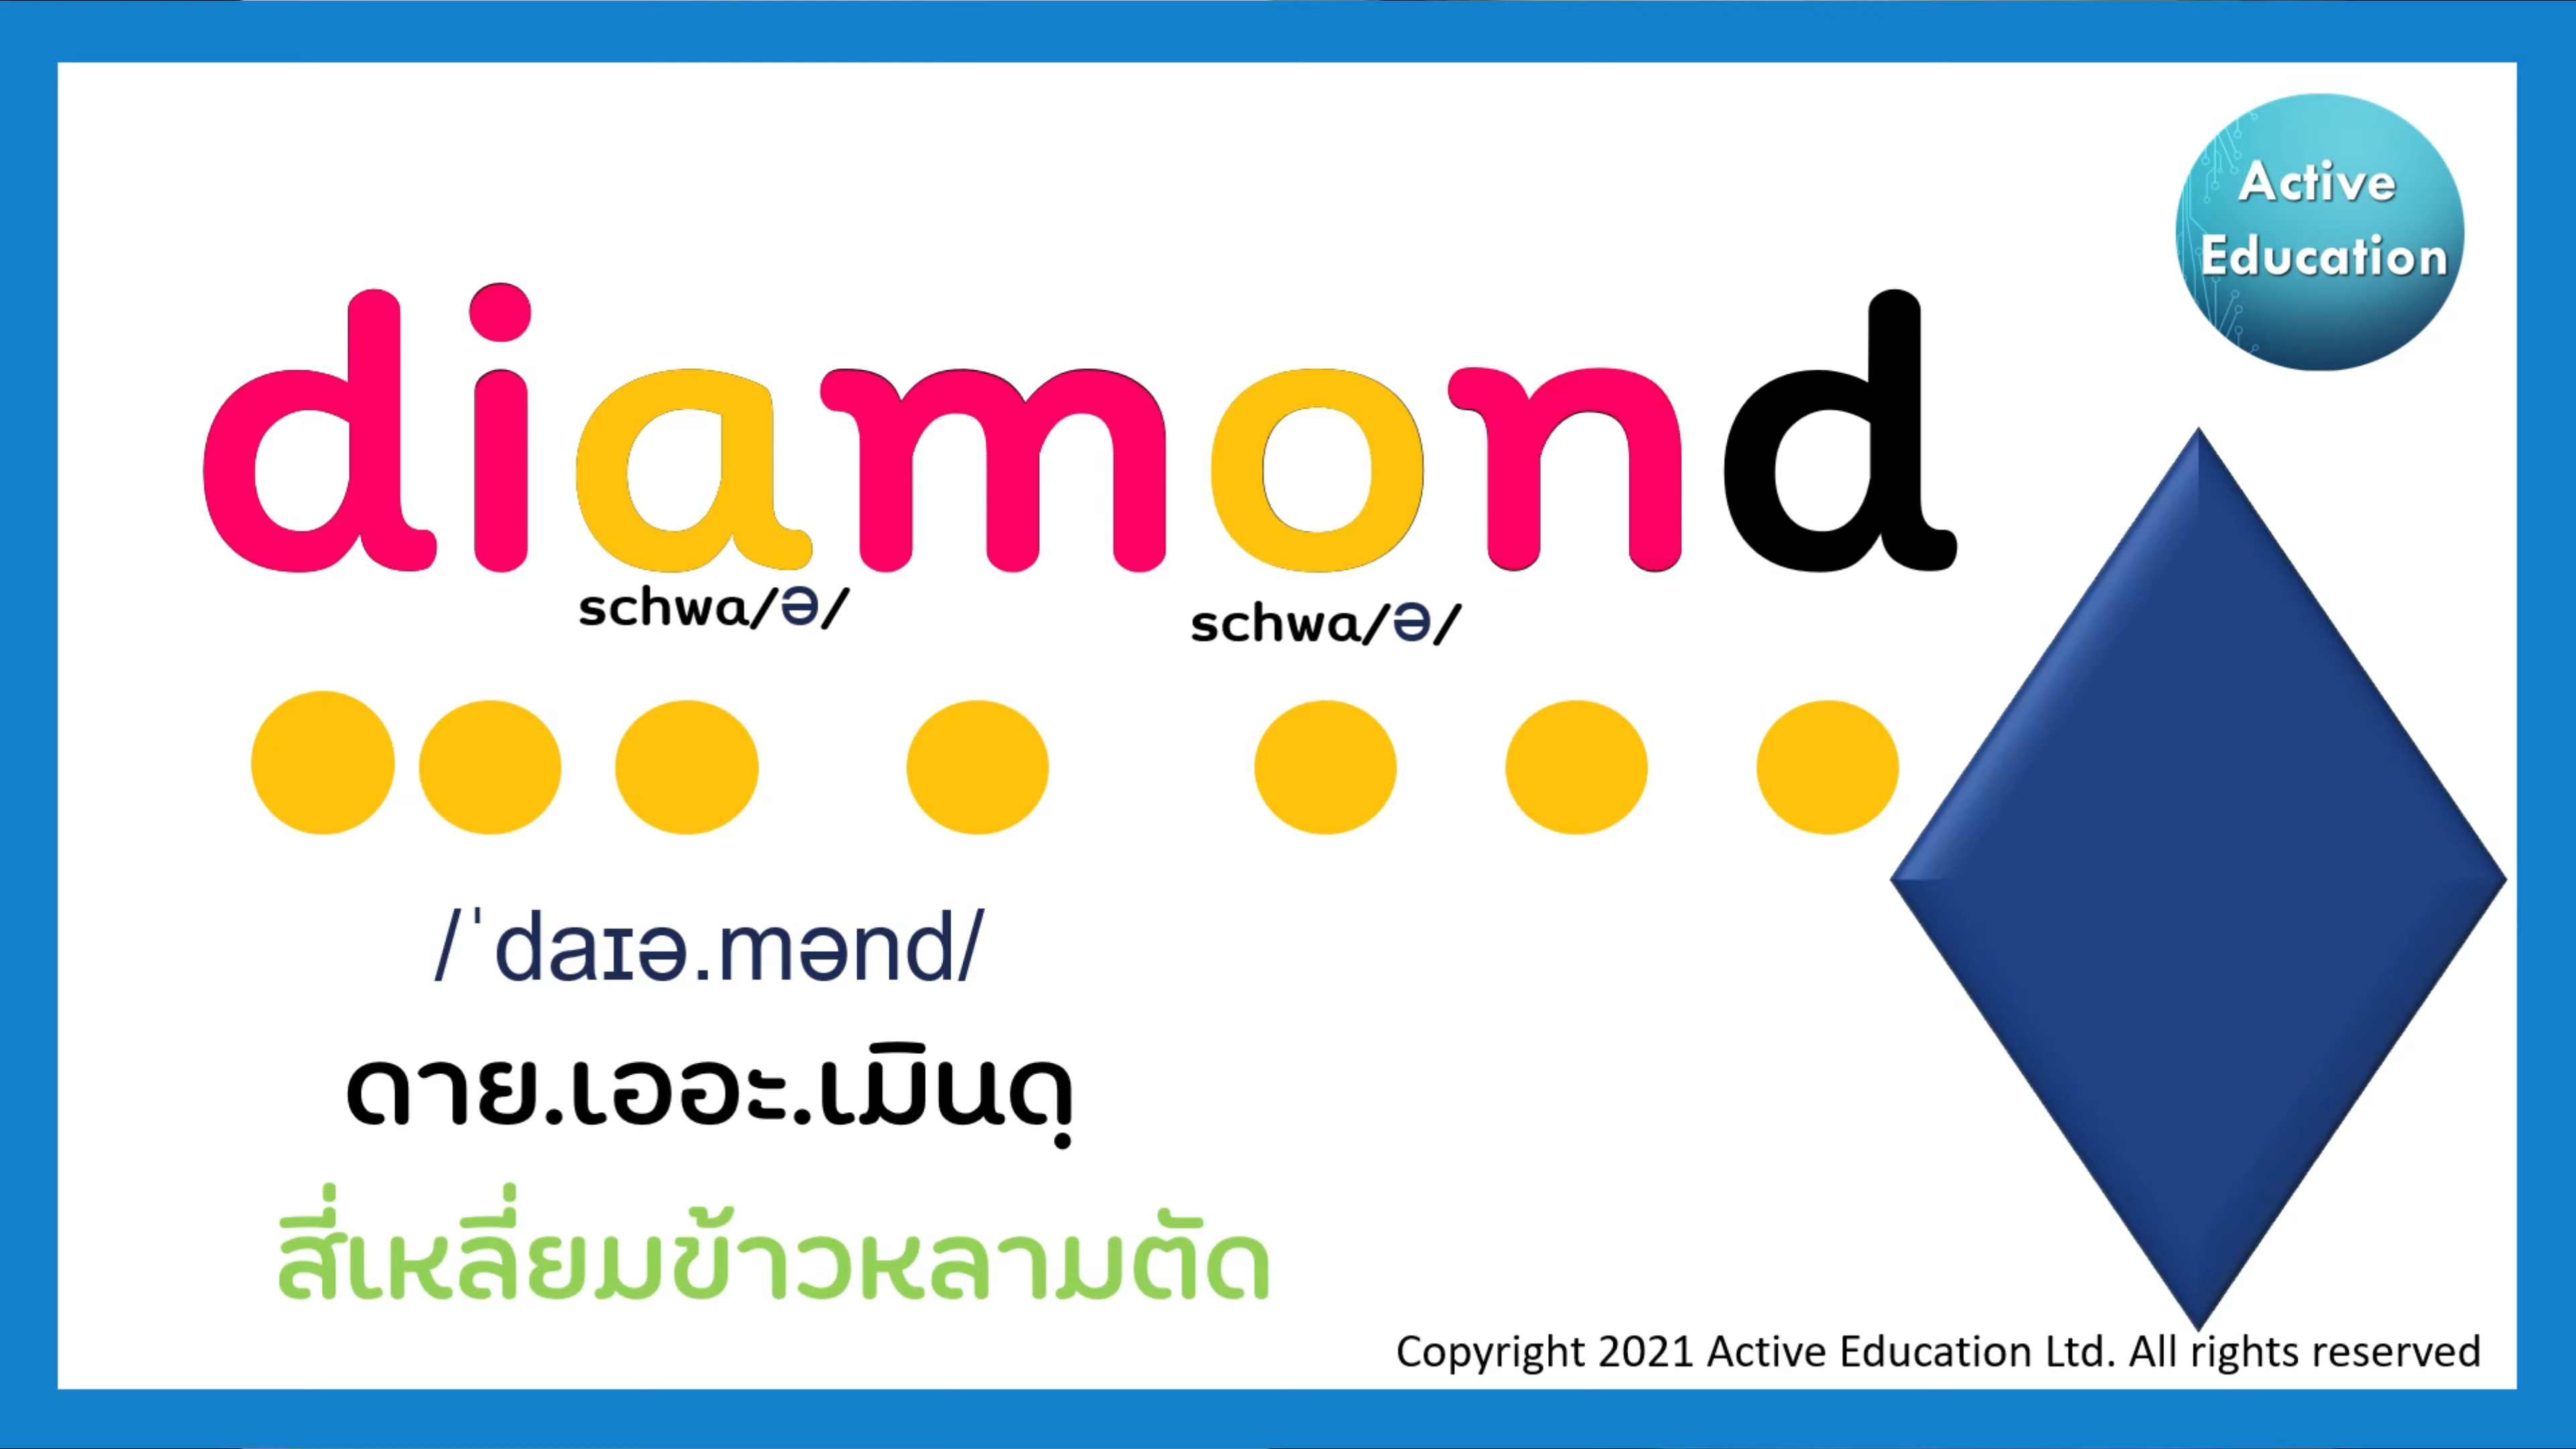 Active
Education
diamond
schwa/ə/ schwa/ə/
/ˈdaɪə.mənd/
ดาย.เออะ.เมินดฺ
สี่เหลี่ยมข้าวหลามตัด
Copyright 2021 Active Education Ltd. All rights reserved